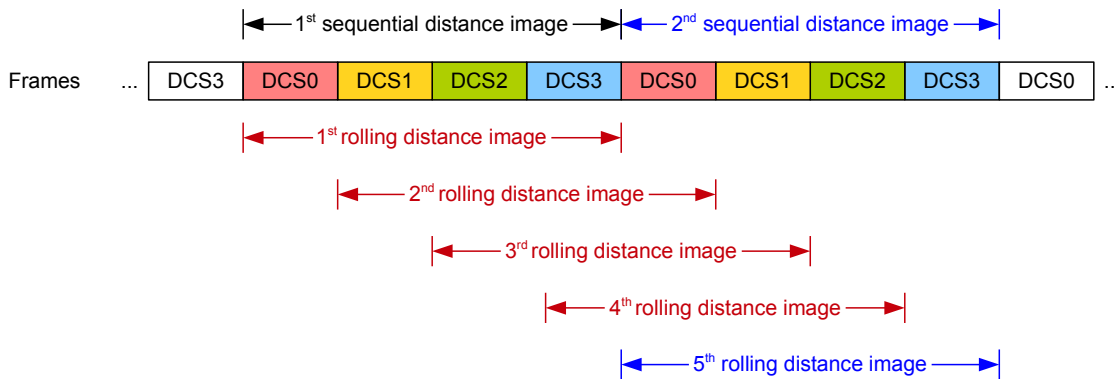 1st sequential distance image 2nd sequential distance image
Frames ... DCS3 DCS0 DCS1 DCS2 DCS3 DCS0 DCS1 DCS2 DCS3 DCS0 ..
1st rolling distance image
2nd rolling distance image
3rd rolling distance image
4th rolling distance image
5th rolling distance image